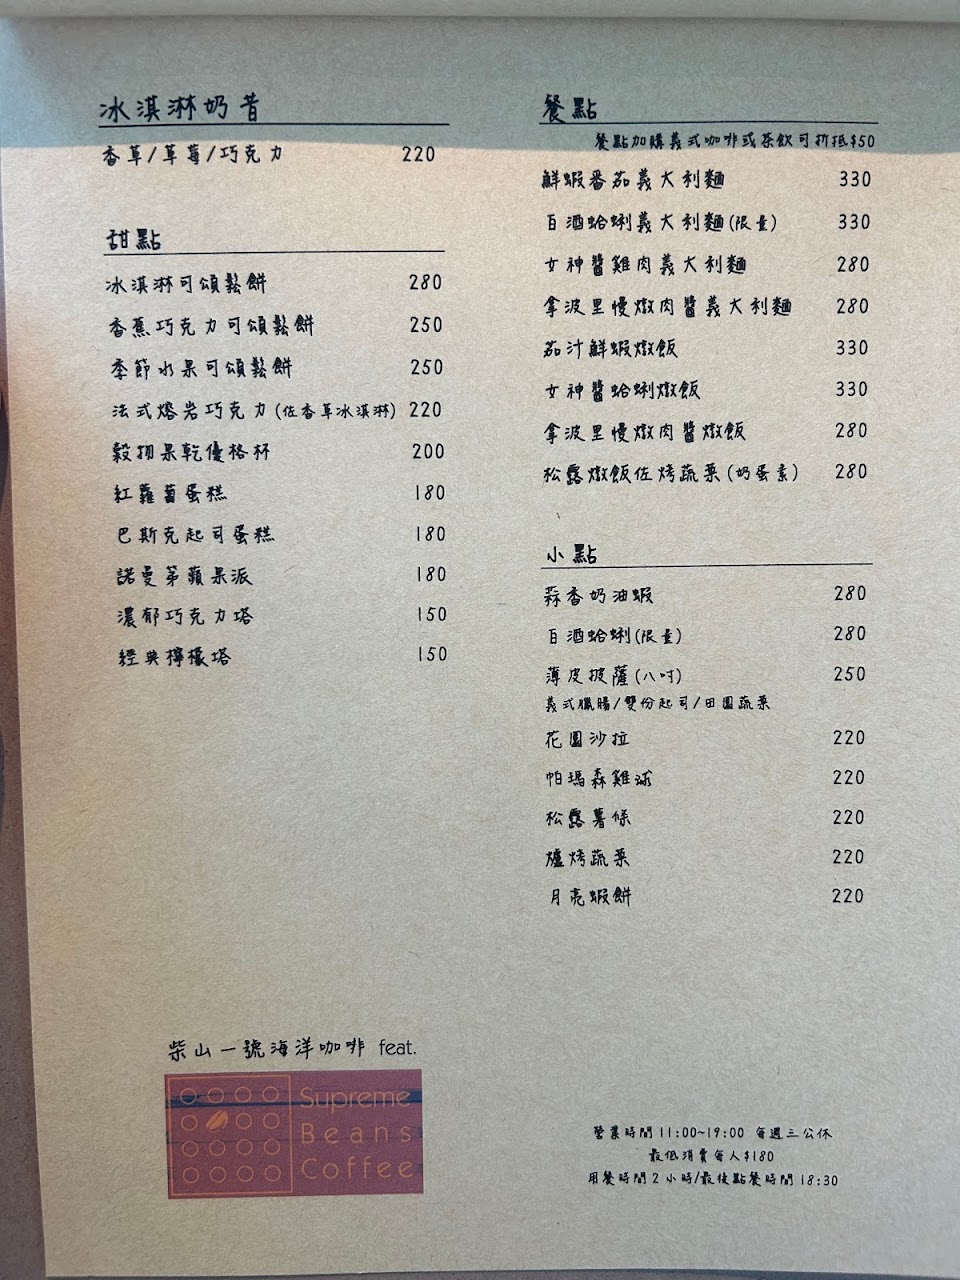 冰淇淋奶昔
香草/草莓/巧克力 220
甜點
冰淇淋可頌鬆餅 280
香蕉巧克力可頌鬆餅 250
季節水果可頌鬆餅 250
法式熔岩巧克力(佐香草冰淇淋) 220
穀物果乾優格杯 200
紅蘿蔔蛋糕 180
巴斯克起司蛋糕 180
諾曼第蘋果派 180
濃郁巧克力塔 150
經典檸檬塔 150
餐點
餐點加購義式咖啡或茶飲可折抵$50
鮮蝦番茄義大利麵 330
白酒蛤蜊義大利麵(限量) 330
女神醬雞肉義大利麵 280
拿波里慢燉肉醬義大利麵 280
茄汁鮮蝦燉飯 330
女神醬蛤蜊燉飯 330
拿波里慢燉肉醬燉飯 280
松露燉飯佐烤蔬菜(奶蛋素) 280
小點
蒜香奶油蝦 280
白酒蛤蜊(限量) 280
薄皮披薩(八吋) 250
義式臘腸/雙份起司/田園蔬菜
花園沙拉 220
帕瑪森雞球 220
松露薯條 220
爐烤蔬菜 220
月亮蝦餅 220
柴山一號海洋咖啡 feat.
Supreme
Beans
Coffee
營業時間 11:00~19:00 每週三公休
最低消費每人$180
用餐時間2小時/最後點餐時間 18:30